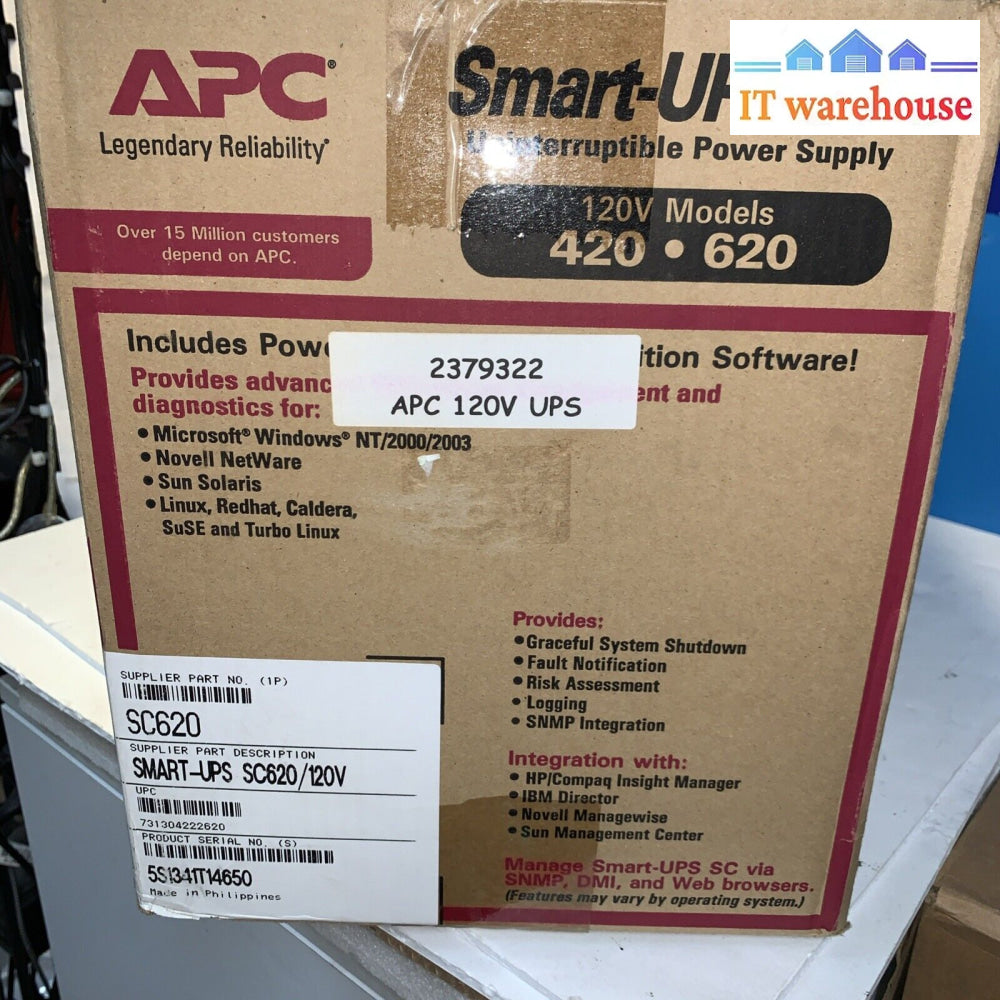 APC®
Legendary Reliability®
Smart-UP
IT warehouse
Uninterruptible Power Supply
Over 15 Million customers
depend on APC.
120V Models
420 • 620
Includes Pow tion Software!
Provides advanc ent and
diagnostics for:
2379322
APC 120V UPS
• Microsoft® Windows® NT/2000/2003
• Novell NetWare
• Sun Solaris
• Linux, Redhat, Caldera,
SuSE and Turbo Linux
Provides:
• Graceful System Shutdown
• Fault Notification
• Risk Assessment
• Logging
• SNMP Integration
Integration with:
• HP/Compaq Insight Manager
• IBM Director
• Novell Managewise
• Sun Management Center
Manage Smart-UPS SC via
SNMP, DMI, and Web browsers.
(Features may vary by operating system.)
SUPPLIER PART NO. (1P)
SC620
SUPPLIER PART DESCRIPTION
SMART-UPS SC620/120V
UPC
731304222620
PRODUCT SERIAL NO. (S)
5S1341T14650
Made in Philippines